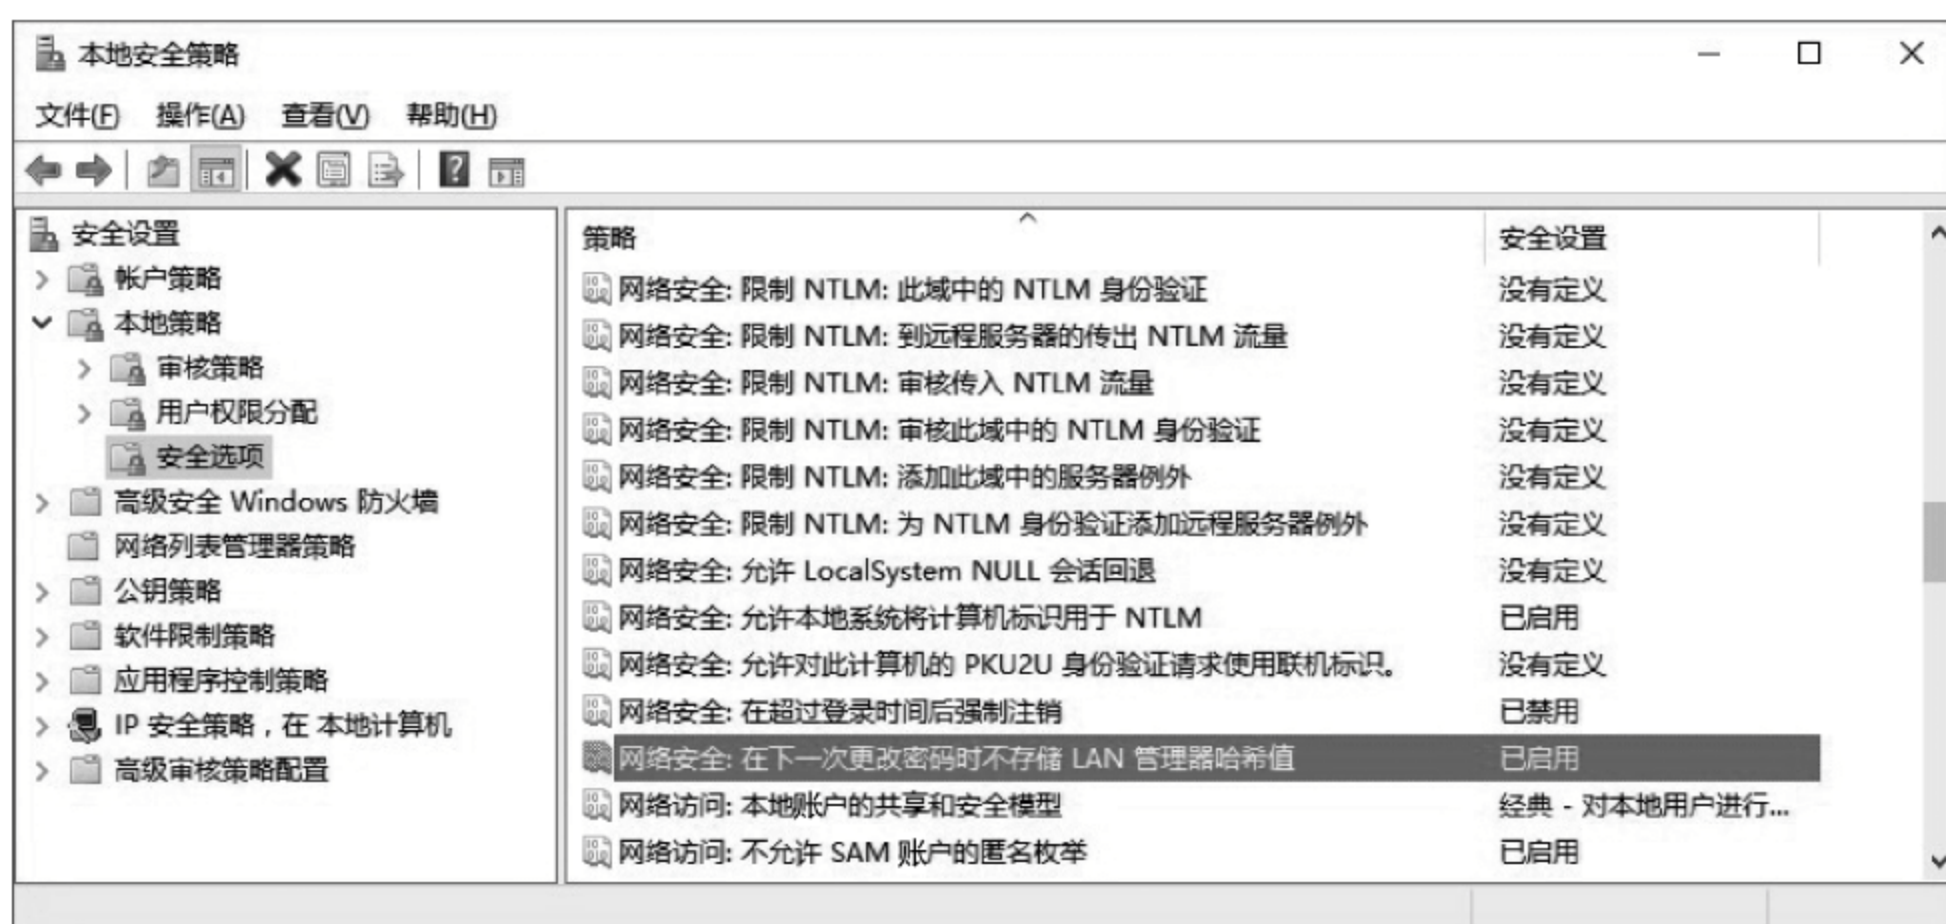 本地安全策略
文件(F) 操作(A) 查看(V) 帮助(H)
安全设置
帐户策略
本地策略
审核策略
用户权限分配
安全选项
高级安全 Windows 防火墙
网络列表管理器策略
公钥策略
软件限制策略
应用程序控制策略
IP 安全策略，在 本地计算机
高级审核策略配置
策略 安全设置
网络安全: 限制 NTLM: 此域中的 NTLM 身份验证 没有定义
网络安全: 限制 NTLM: 到远程服务器的传出 NTLM 流量 没有定义
网络安全: 限制 NTLM: 审核传入 NTLM 流量 没有定义
网络安全: 限制 NTLM: 审核此域中的 NTLM 身份验证 没有定义
网络安全: 限制 NTLM: 添加此域中的服务器例外 没有定义
网络安全: 限制 NTLM: 为 NTLM 身份验证添加远程服务器例外 没有定义
网络安全: 允许 LocalSystem NULL 会话回退 没有定义
网络安全: 允许本地系统将计算机标识用于 NTLM 已启用
网络安全: 允许对此计算机的 PKU2U 身份验证请求使用联机标识。 没有定义
网络安全: 在超过登录时间后强制注销 已禁用
网络安全: 在下一次更改密码时不存储 LAN 管理器哈希值 已启用
网络访问: 本地账户的共享和安全模型 经典 - 对本地用户进行...
网络访问: 不允许 SAM 账户的匿名枚举 已启用